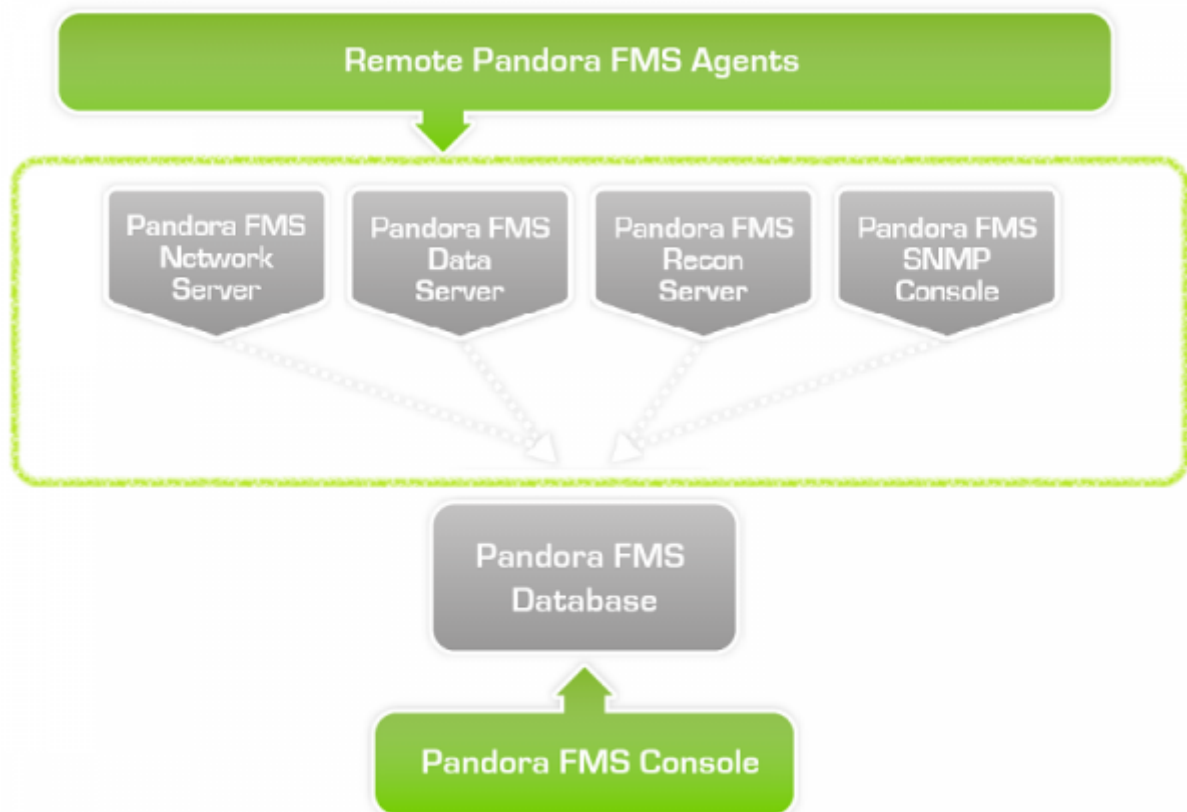 Remote Pandora FMS Agents
Pandora FMS
Network
Server
Pandora FMS
Data
Server
Pandora FMS
Recon
Server
Pandora FMS
SNMP
Console
Pandora FMS
Database
Pandora FMS Console